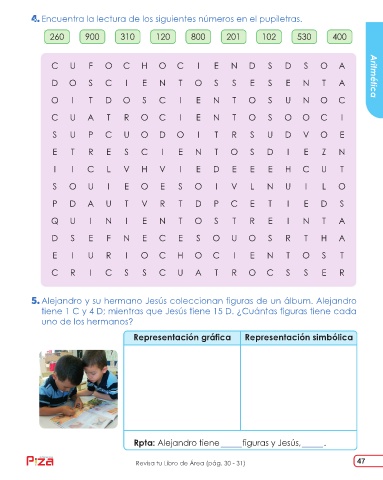 4. Encuentra la lectura de los siguientes números en el pupiletras.
260 900 310 120 800 201 102 530 400
C U F O C H O C I E N D S D S O A
D O S C I E N T O S S E S E N T A
O I T D O S C I E N T O S U N O C
C U A T R O C I E N T O S O O C I
S U P C U O D O I T R S U D V O E
E T R E S C I E N T O S D I E Z N
I I C L V H V I E D E E E H C U T
S O U I E O E S O I V L N U I L O
P D A U T V R T D P C E T I E D S
Q U I N I E N T O S T R E I N T A
D S E F N E C E S O U O S R T H A
E I U R I O C H O C I E N T O S T
C R I C S S C U A T R O C S S E R
Aritmética
5. Alejandro y su hermano Jesús coleccionan figuras de un álbum. Alejandro
tiene 1 C y 4 D; mientras que Jesús tiene 15 D. ¿Cuántas figuras tiene cada
uno de los hermanos?
Representación gráfica Representación simbólica
Rpta: Alejandro tiene_____figuras y Jesús,_____.
Piza
Revisa tu Libro de Área (pág. 30 - 31)
47